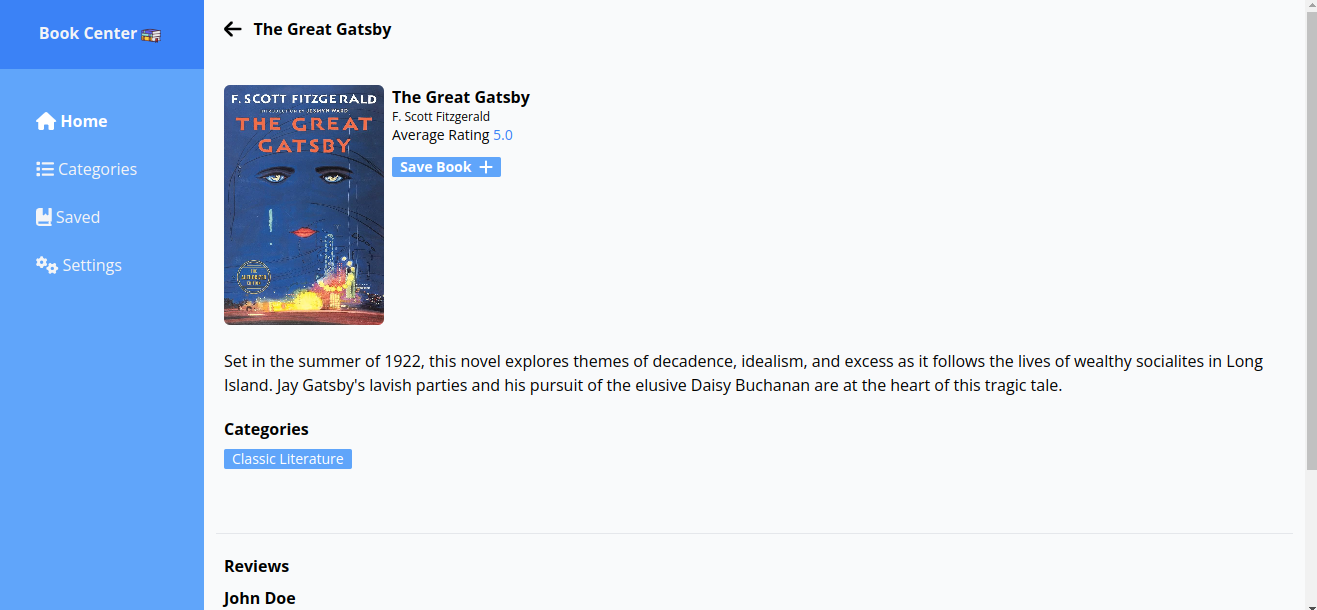 Book Center
Home
Categories
Saved
Settings
The Great Gatsby
F. SCOTT FITZGERALD
THE GREAT
GATSBY
The Great Gatsby
F. Scott Fitzgerald
Average Rating 5.0
Save Book
Set in the summer of 1922, this novel explores themes of decadence, idealism, and excess as it follows the lives of wealthy socialites in Long
Island. Jay Gatsby's lavish parties and his pursuit of the elusive Daisy Buchanan are at the heart of this tragic tale.
Categories
Classic Literature
Reviews
John Doe